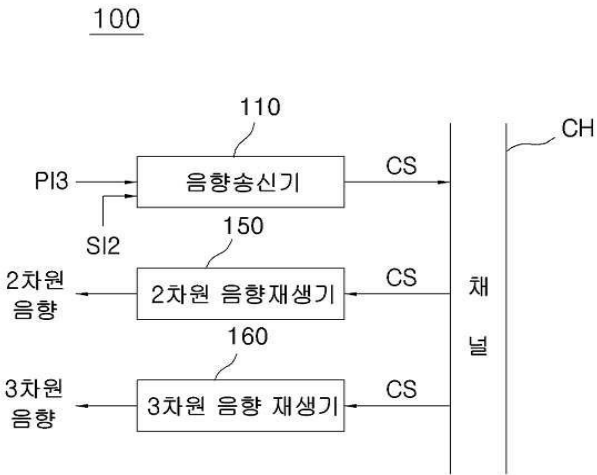 100
110
CH
PI3
음향송신기
CS
SI2
150
2차원
음향
2차원 음향재생기
CS
채
널
160
3차원
음향
3차원 음향 재생기
CS